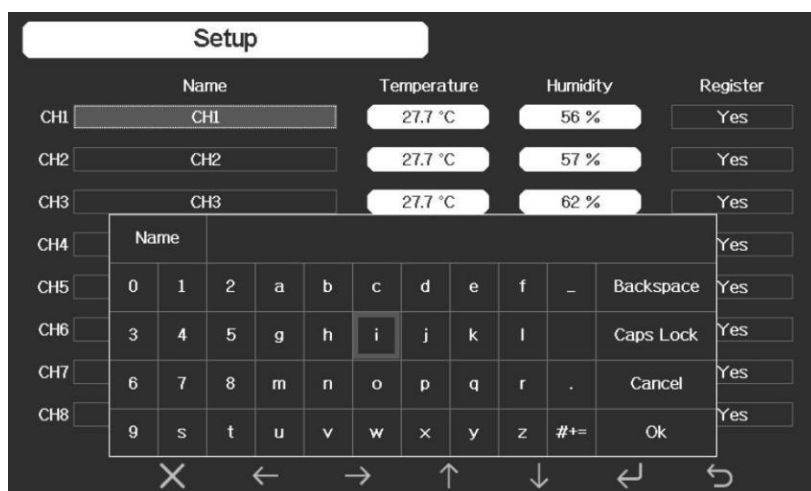 Setup
Name Temperature Humidity Register
CH1 CH1 27.7 °C 56 % Yes
CH2 CH2 27.7 °C 57 % Yes
CH3 CH3 27.7 °C 62 % Yes
CH4 Name Yes
CH5 0 1 2 a b c d e f _ Backspace Yes
CH6 3 4 5 g h i j k l Caps Lock Yes
CH7 6 7 8 m n o p q r . Cancel Yes
CH8 9 s t u v w x y z #+= Ok Yes